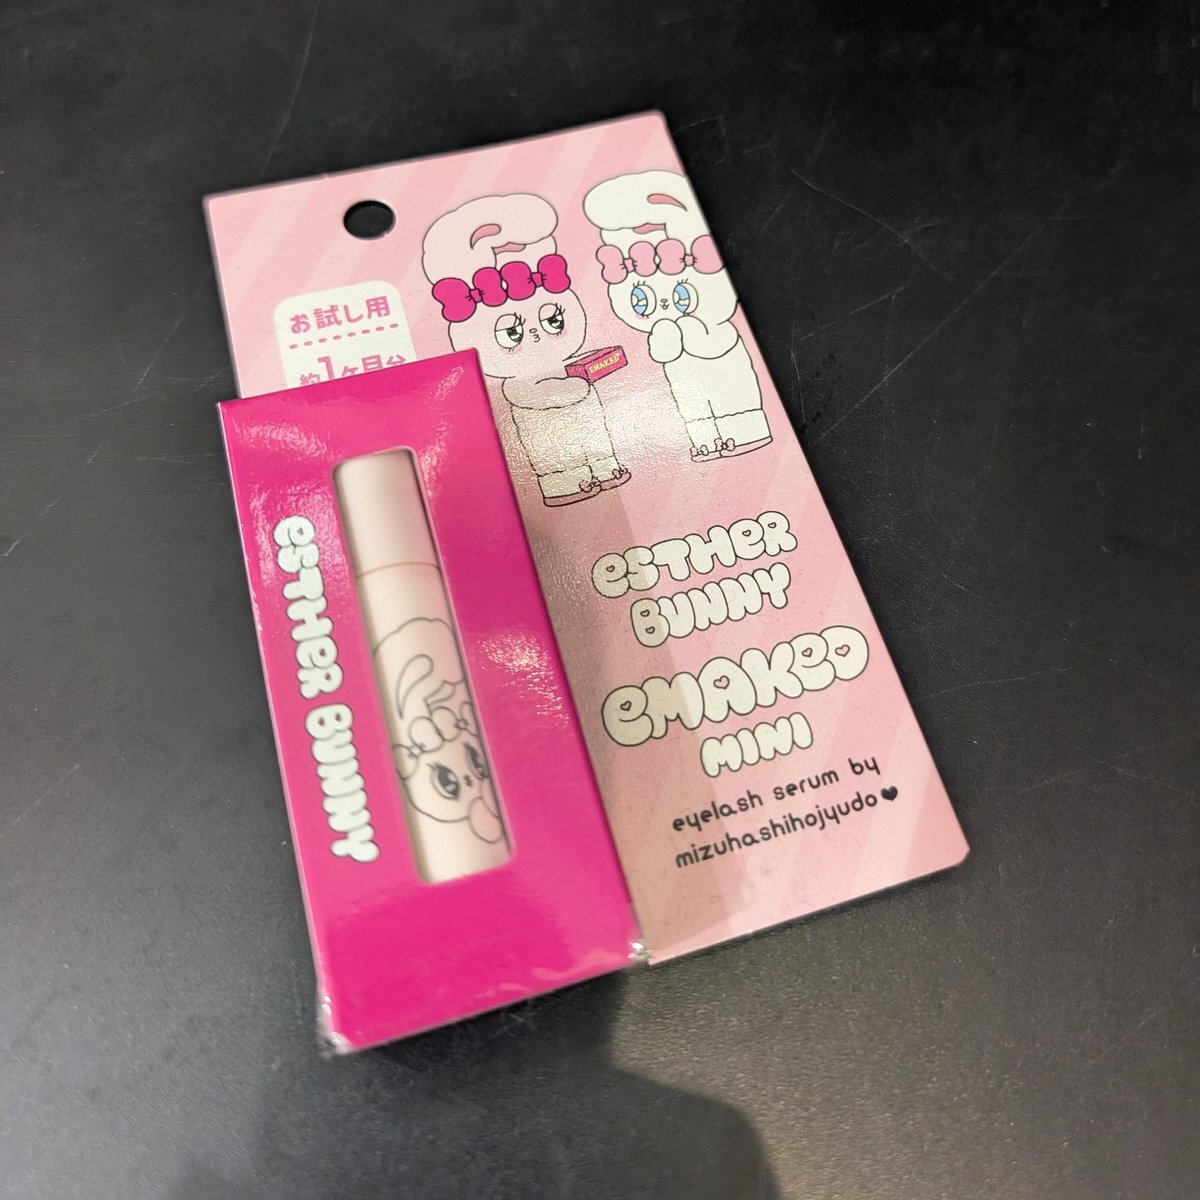 お試し用
約1ヶ月分
EMAKED
ESTHER BUNNY
ESTHER
BUNNY
EMAKED
MINI
eyelash serum by
mizuhashihojyudo♥